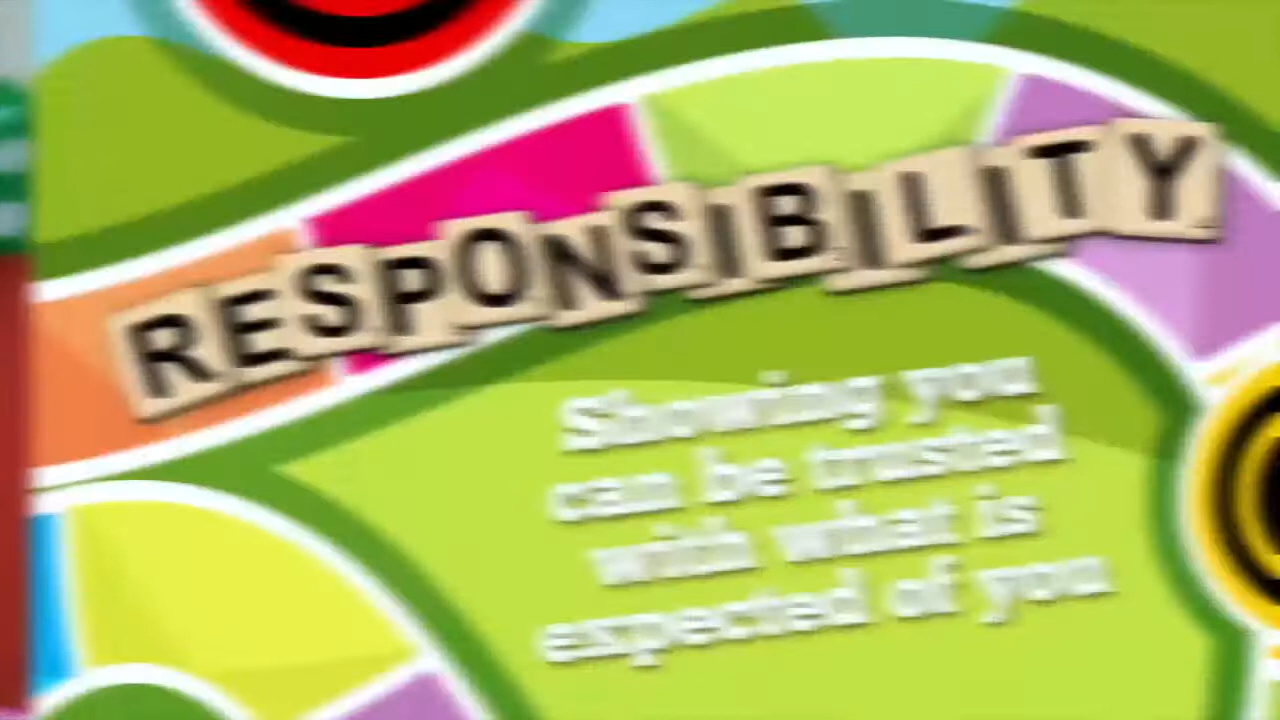 RESPONSIBILITY
Showing you
can be trusted
with what is
expected of you